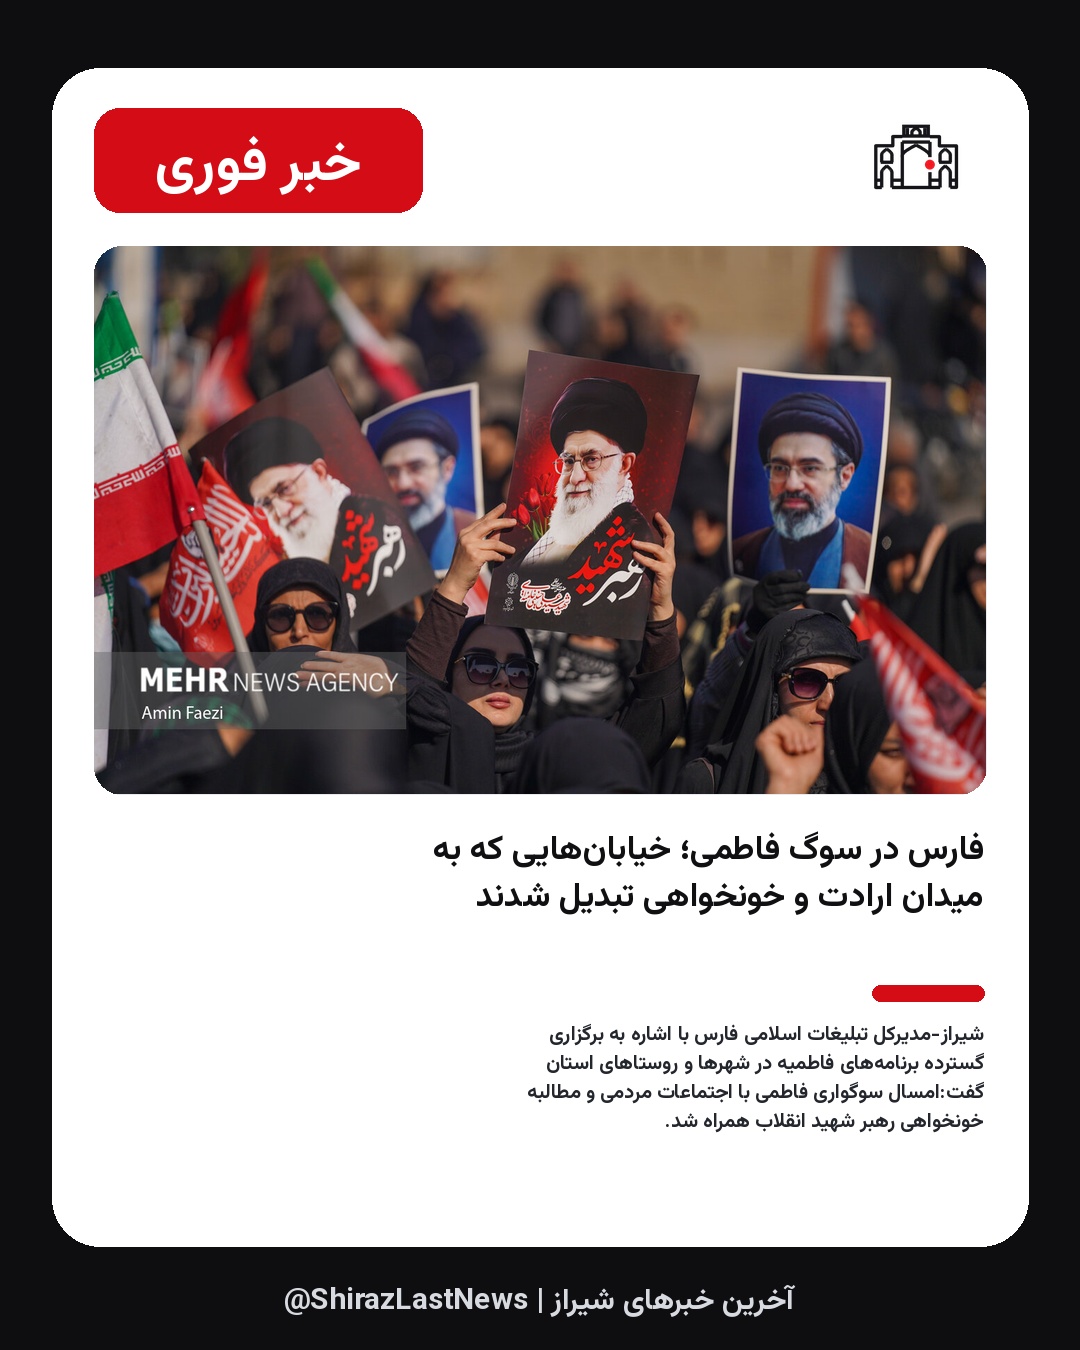 خبر فوری
رهبر شهید
رهبر شهید
MEHR NEWS AGENCY
Amin Faezi
فارس در سوگ فاطمی؛ خیابان‌هایی که به
میدان ارادت و خونخواهی تبدیل شدند
شیراز-مدیرکل تبلیغات اسلامی فارس با اشاره به برگزاری
گسترده برنامه‌های فاطمیه در شهرها و روستاهای استان
گفت:امسال سوگواری فاطمی با اجتماعات مردمی و مطالبه
خونخواهی رهبر شهید انقلاب همراه شد.
آخرین خبرهای شیراز | @ShirazLastNews